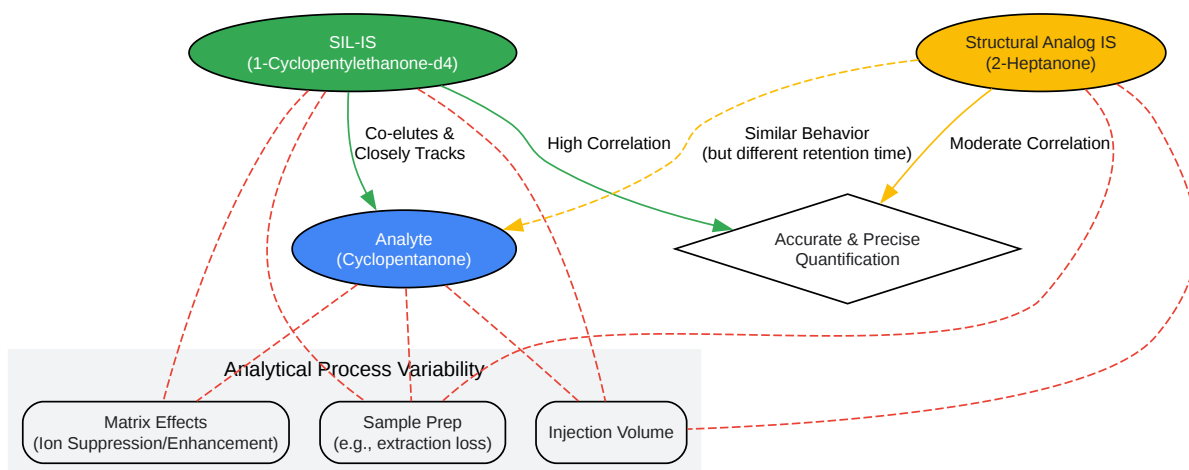 SIL-IS
(1-Cyclopentylethanone-d4)
Structural Analog IS
(2-Heptanone)
Co-elutes &
Closely Tracks
High Correlation
Similar Behavior
(but different retention time)
Moderate Correlation
Analyte
(Cyclopentanone)
Accurate & Precise
Quantification
Analytical Process Variability
Matrix Effects
(Ion Suppression/Enhancement)
Sample Prep
(e.g., extraction loss)
Injection Volume